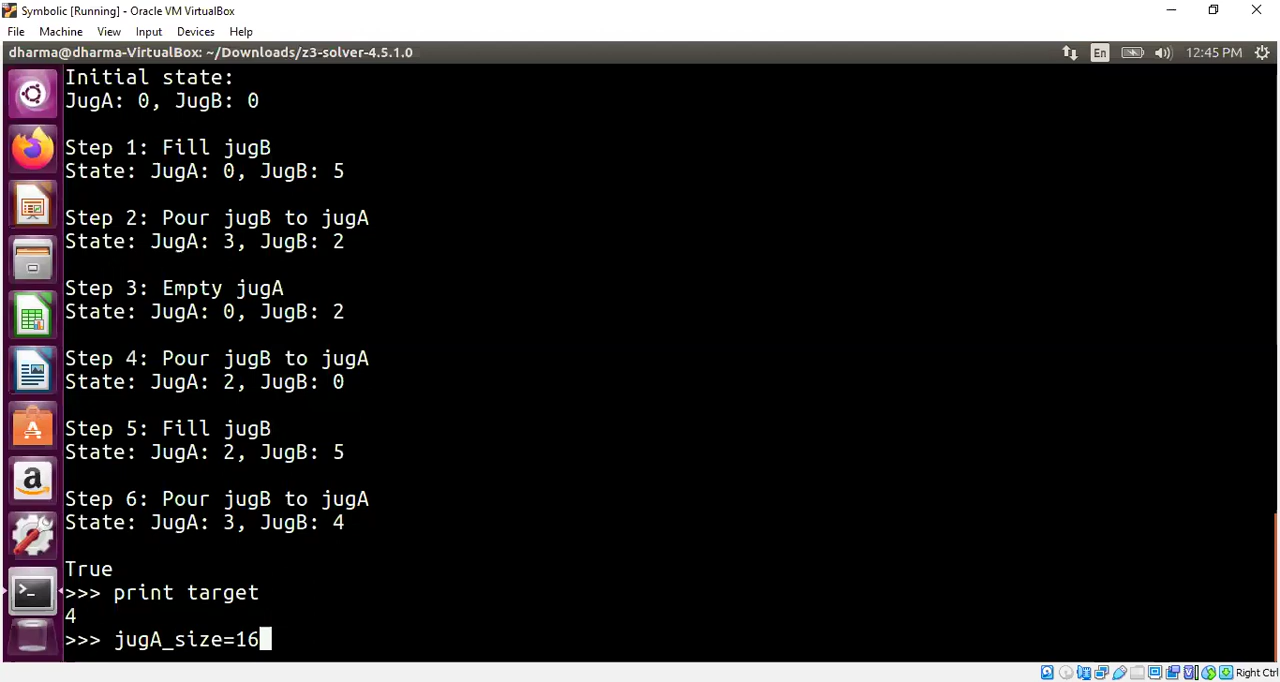 Symbolic [Running] - Oracle VM VirtualBox
File Machine View Input Devices Help
dharma@dharma-VirtualBox: ~/Downloads/z3-solver-4.5.1.0
En
12:45 PM
Initial state:
JugA: 0, JugB: 0
Step 1: Fill jugB
State: JugA: 0, JugB: 5
Step 2: Pour jugB to jugA
State: JugA: 3, JugB: 2
Step 3: Empty jugA
State: JugA: 0, JugB: 2
Step 4: Pour jugB to jugA
State: JugA: 2, JugB: 0
Step 5: Fill jugB
State: JugA: 2, JugB: 5
Step 6: Pour jugB to jugA
State: JugA: 3, JugB: 4
True
>>> print target
4
>>> jugA_size=16
Right Ctrl